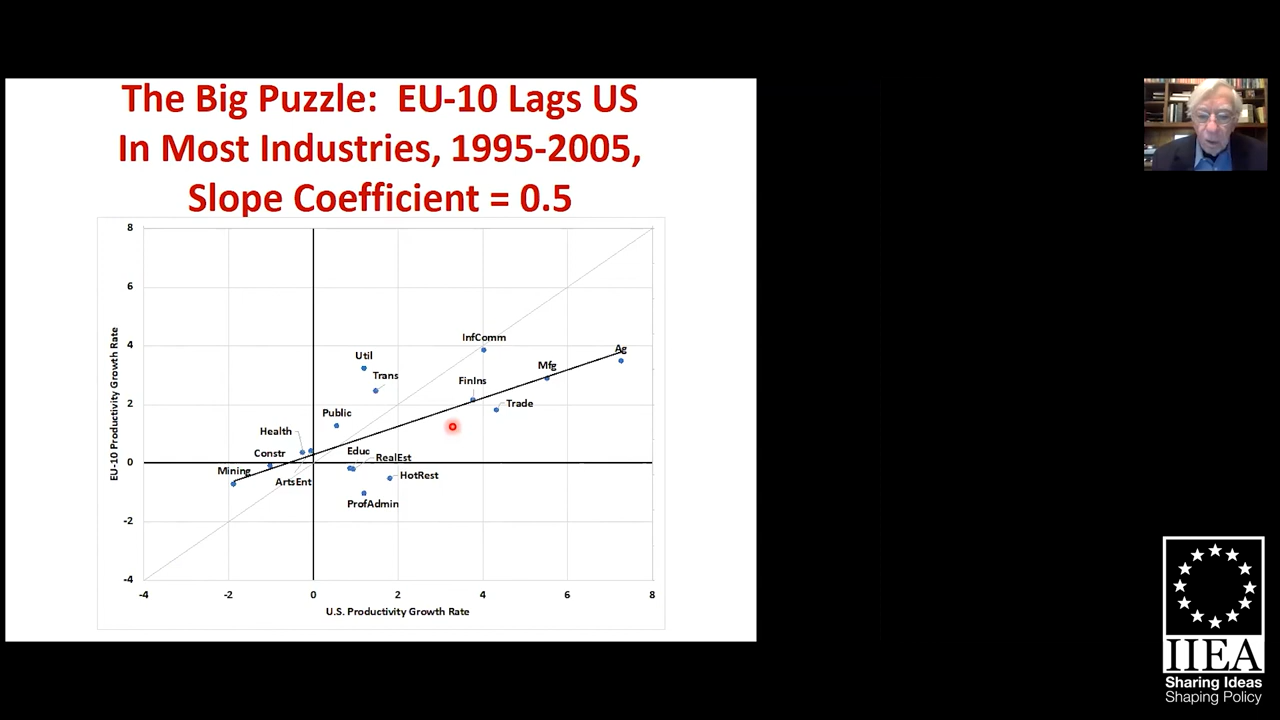 The Big Puzzle:  EU-10 Lags US
In Most Industries, 1995-2005,
Slope Coefficient = 0.5
8
6
4
2
0
-2
-4
EU-10 Productivity Growth Rate
InfComm
Util
Ag
Mfg
Trans
FinIns
Trade
Public
Health
Constr
Educ
RealEst
Mining
HotRest
ArtsEnt
ProfAdmin
-4
-2
0
2
4
6
8
U.S. Productivity Growth Rate
IIEA
Sharing Ideas
Shaping Policy